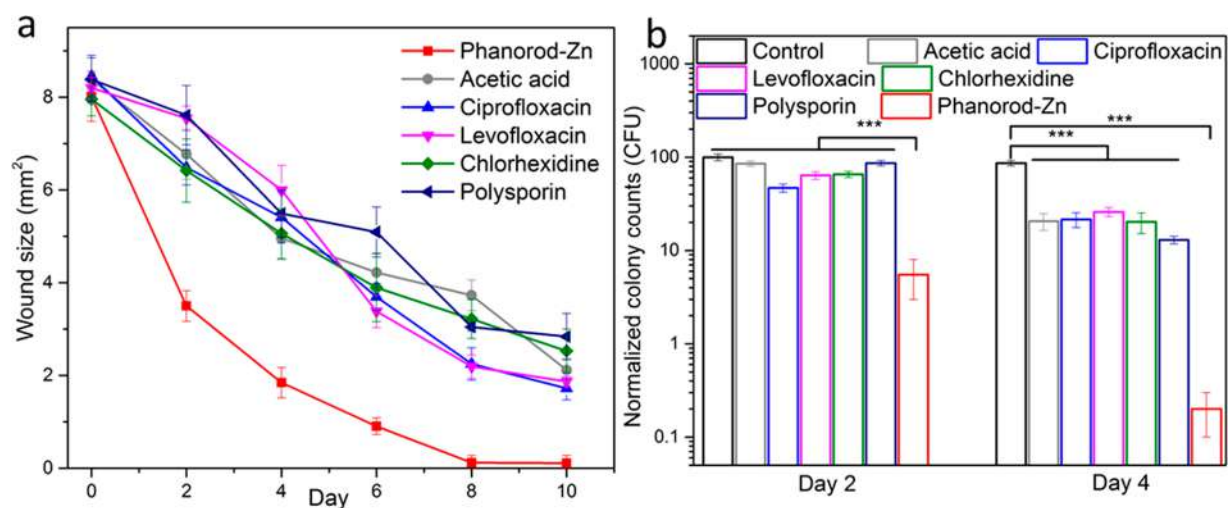 a
Wound size (mm²)
8
6
4
2
0
0 2 4 6 8 10
Day
Phanorod-Zn
Acetic acid
Ciprofloxacin
Levofloxacin
Chlorhexidine
Polysporin
b
Normalized colony counts (CFU)
1000
100
10
1
0.1
Control Acetic acid Ciprofloxacin
Levofloxacin Chlorhexidine
Polysporin Phanorod-Zn
***
***
***
Day 2 Day 4